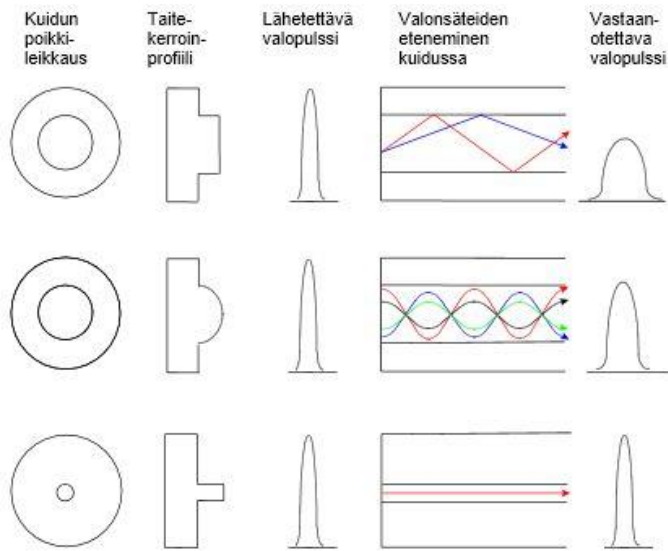 Kuidun
poikki-
leikkaus
Taite-
kerroin-
profiili
Lähetettävä
valopulssi
Valonsäteiden
eteneminen
kuidussa
Vastaan-
otettava
valopulssi